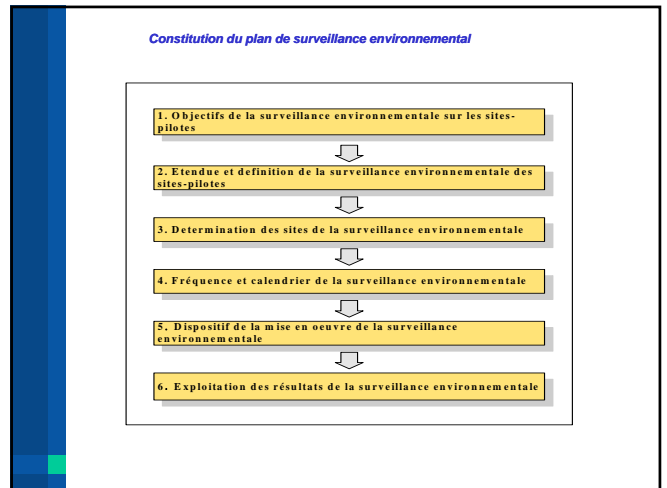 Constitution du plan de surveillance environnemental
1. Objectifs de la surveillance environnementale sur les sites-
pilotes
2. Etendue et definition de la surveillance environnementale des
sites-pilotes
3. Determination des sites de la surveillance environnementale
4. Fréquence et calendrier de la surveillance environnementale
5. Dispositif de la mise en oeuvre de la surveillance
environnementale
6. Exploitation des résultats de la surveillance environnementale